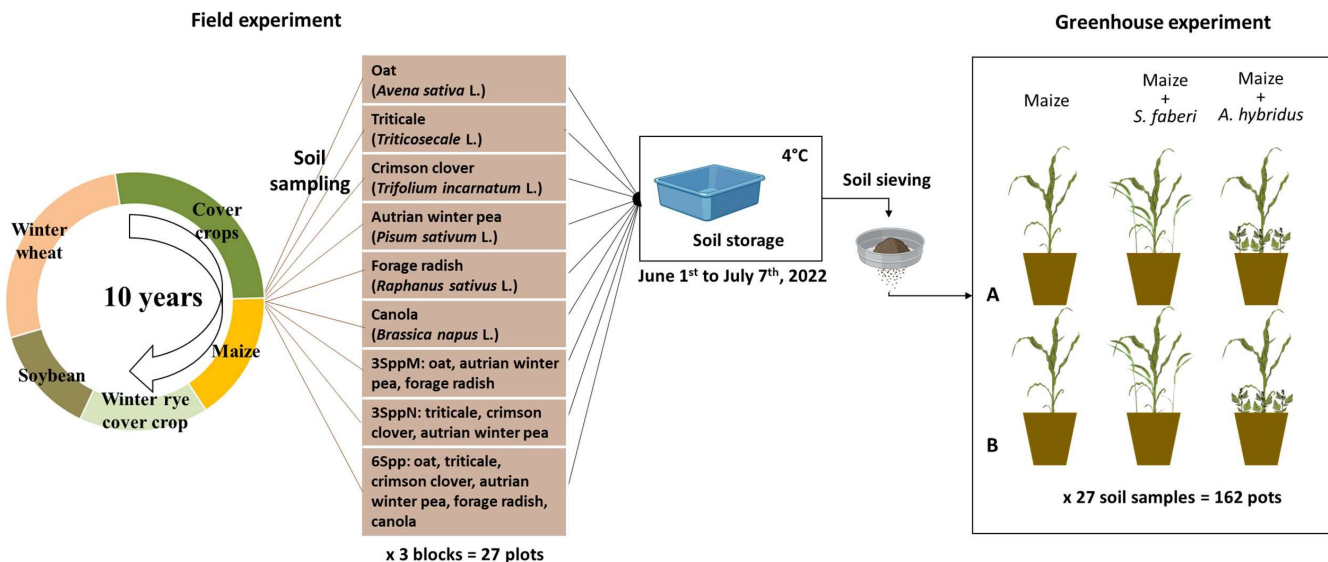 Field experiment
Greenhouse experiment
Winter
wheat
Cover
crops
10 years
Maize
Soybean
Winter rye
cover crop
Soil
sampling
Oat
(Avena sativa L.)
Triticale
(Triticosecale L.)
Crimson clover
(Trifolium incarnatum L.)
Autrian winter pea
(Pisum sativum L.)
Forage radish
(Raphanus sativus L.)
Canola
(Brassica napus L.)
3SppM: oat, autrian winter
pea, forage radish
3SppN: triticale, crimson
clover, autrian winter pea
6Spp: oat, triticale,
crimson clover, autrian
winter pea, forage radish,
canola
x 3 blocks = 27 plots
4°C
Soil storage
June 1st to July 7th, 2022
Soil sieving
Maize
Maize
+
S. faberi
Maize
+
A. hybridus
A
B
x 27 soil samples = 162 pots